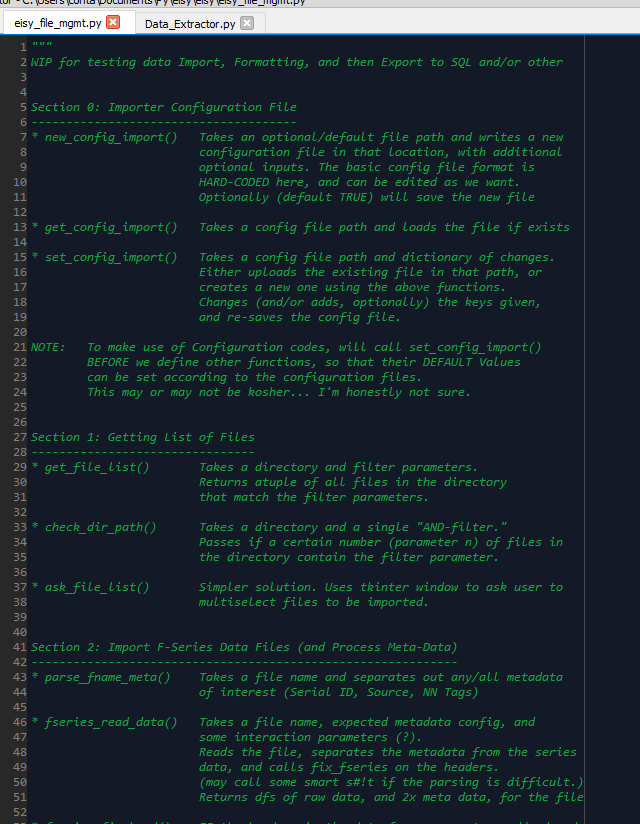 tor - C:\Users\conta\Documents\Py\eisy\eisy\eisy_file_mgmt.py
eisy_file_mgmt.py Data_Extractor.py
1 """
2 WIP for testing data Import, Formatting, and then Export to SQL and/or other
3
4
5 Section 0: Importer Configuration File
6 --------------------------------------
7 * new_config_import() Takes an optional/default file path and writes a new
8 configuration file in that location, with additional
9 optional inputs. The basic config file format is
10 HARD-CODED here, and can be edited as we want.
11 Optionally (default TRUE) will save the new file
12
13 * get_config_import() Takes a config file path and loads the file if exists
14
15 * set_config_import() Takes a config file path and dictionary of changes.
16 Either uploads the existing file in that path, or
17 creates a new one using the above functions.
18 Changes (and/or adds, optionally) the keys given,
19 and re-saves the config file.
20
21 NOTE: To make use of Configuration codes, will call set_config_import()
22 BEFORE we define other functions, so that their DEFAULT Values
23 can be set according to the configuration files.
24 This may or may not be kosher... I'm honestly not sure.
25
26
27 Section 1: Getting List of Files
28 --------------------------------
29 * get_file_list() Takes a directory and filter parameters.
30 Returns atuple of all files in the directory
31 that match the filter parameters.
32
33 * check_dir_path() Takes a directory and a single "AND-filter."
34 Passes if a certain number (parameter n) of files in
35 the directory contain the filter parameter.
36
37 * ask_file_list() Simpler solution. Uses tkinter window to ask user to
38 multiselect files to be imported.
39
40
41 Section 2: Import F-Series Data Files (and Process Meta-Data)
42 -------------------------------------------------------------
43 * parse_fname_meta() Takes a file name and separates out any/all metadata
44 of interest (Serial ID, Source, NN Tags)
45
46 * fseries_read_data() Takes a file name, expected metadata config, and
47 some interaction parameters (?).
48 Reads the file, separates the metadata from the series
49 data, and calls fix_fseries on the headers.
50 (may call some smart s#!t if the parsing is difficult.)
51 Returns dfs of raw data, and 2x meta data, for the file
52